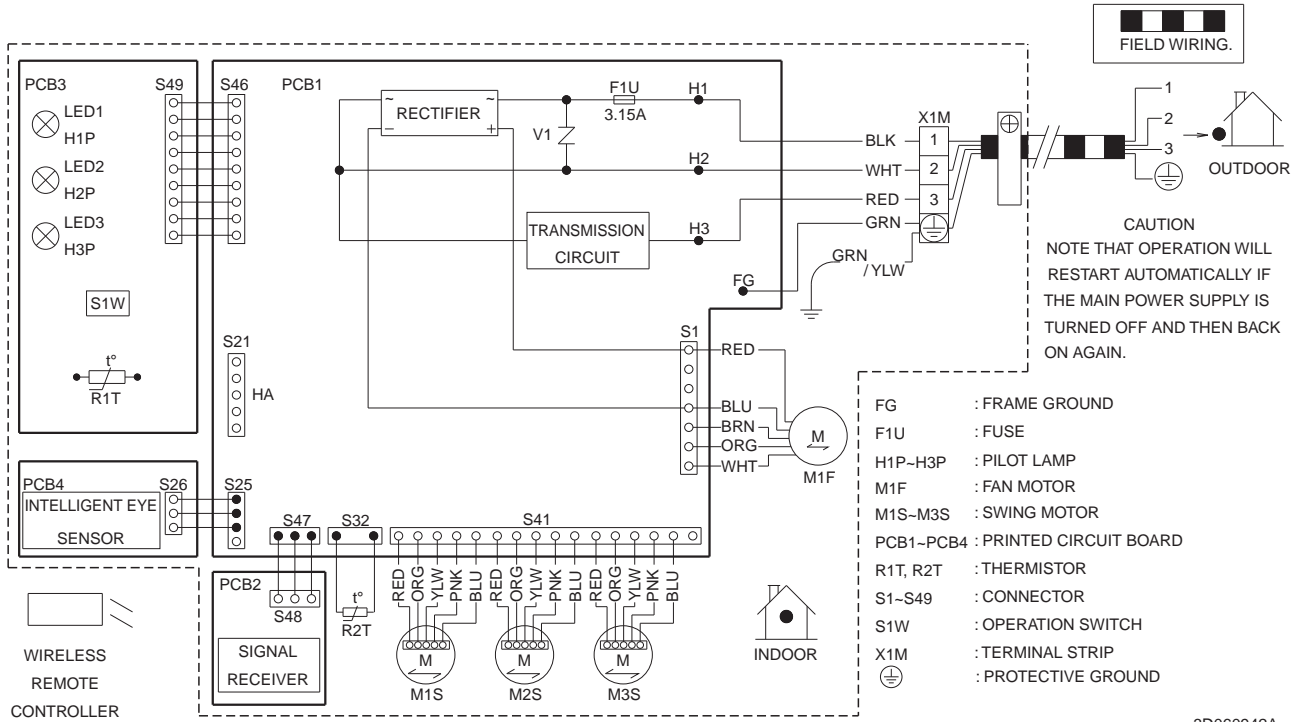 FIELD WIRING.
PCB3
S49
S46
PCB1
LED1
H1P
LED2
H2P
LED3
H3P
S1W
t°
R1T
S21
HA
~
~
RECTIFIER
–
+
V1
F1U
3.15A
H1
H2
TRANSMISSION
CIRCUIT
H3
FG
BLK
WHT
RED
GRN
GRN
/YLW
X1M
1
2
3
1
2
3
OUTDOOR
CAUTION
NOTE THAT OPERATION WILL
RESTART AUTOMATICALLY IF
THE MAIN POWER SUPPLY IS
TURNED OFF AND THEN BACK
ON AGAIN.
S1
RED
BLU
BRN
ORG
WHT
M
M1F
PCB4
S26
S25
INTELLIGENT EYE
SENSOR
S47
S32
S41
PCB2
S48
SIGNAL
RECEIVER
t°
R2T
RED
ORG
YLW
PNK
BLU
RED
ORG
YLW
PNK
BLU
RED
ORG
YLW
PNK
BLU
M
M1S
M
M2S
M
M3S
INDOOR
WIRELESS
REMOTE
CONTROLLER
FG : FRAME GROUND
F1U : FUSE
H1P~H3P : PILOT LAMP
M1F : FAN MOTOR
M1S~M3S : SWING MOTOR
PCB1~PCB4 : PRINTED CIRCUIT BOARD
R1T, R2T : THERMISTOR
S1~S49 : CONNECTOR
S1W : OPERATION SWITCH
X1M : TERMINAL STRIP
: PROTECTIVE GROUND